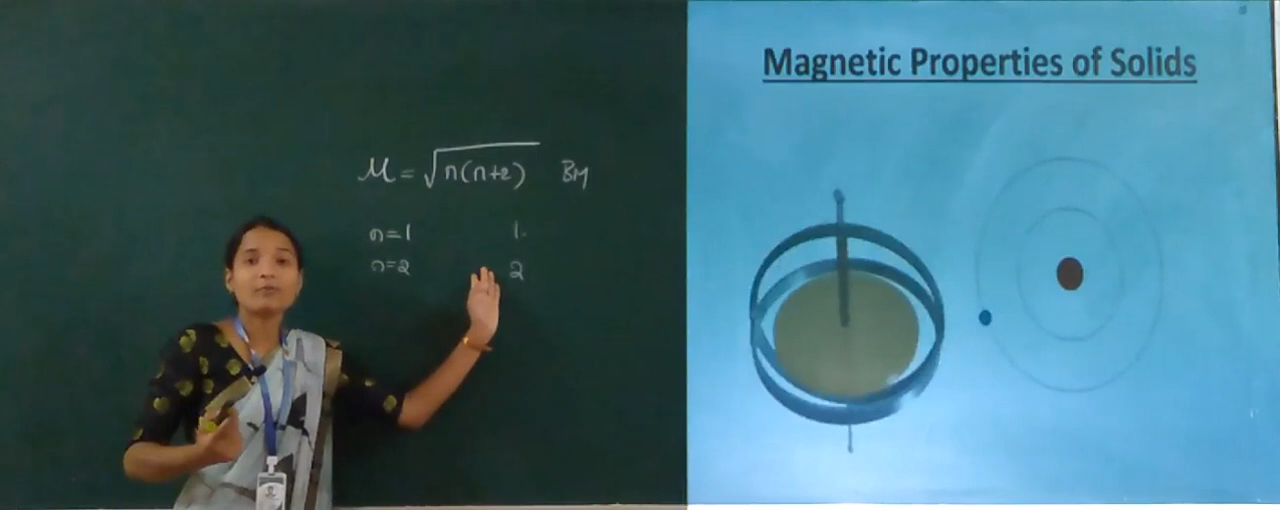 μ = √n(n+2) BM
n=1 1.
n=2 2
Magnetic Properties of Solids